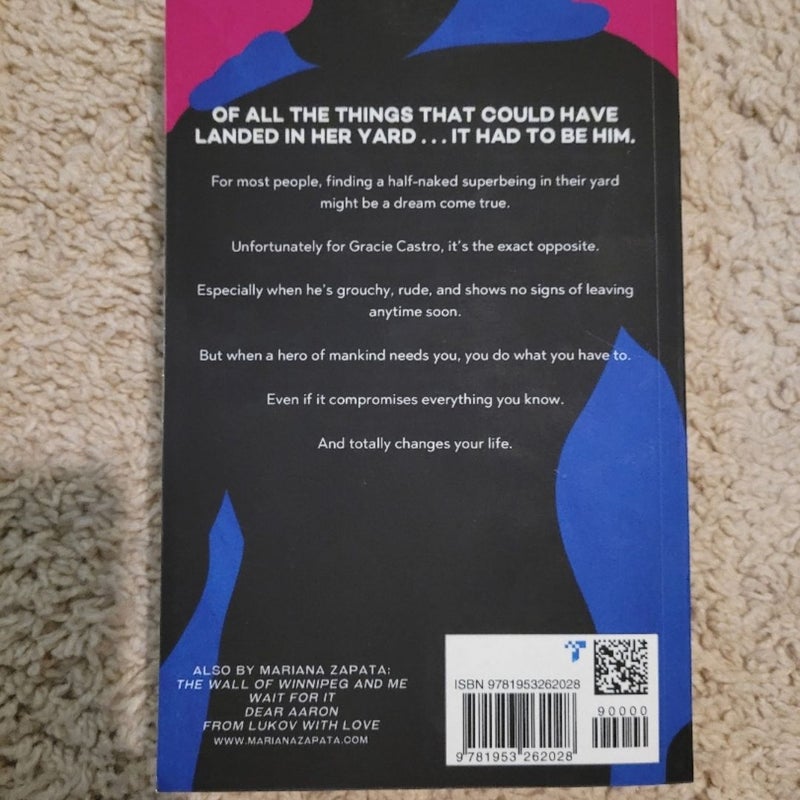 OF ALL THE THINGS THAT COULD HAVE
LANDED IN HER YARD . . . IT HAD TO BE HIM.
For most people, finding a half-naked superbeing in their yard
might be a dream come true.
Unfortunately for Gracie Castro, it's the exact opposite.
Especially when he's grouchy, rude, and shows no signs of leaving
anytime soon.
But when a hero of mankind needs you, you do what you have to.
Even if it compromises everything you know.
And totally changes your life.
ALSO BY MARIANA ZAPATA:
THE WALL OF WINNIPEG AND ME
WAIT FOR IT
DEAR AARON
FROM LUKOV WITH LOVE
WWW.MARIANAZAPATA.COM
ISBN 9781953262028
90000
9 781953 262028